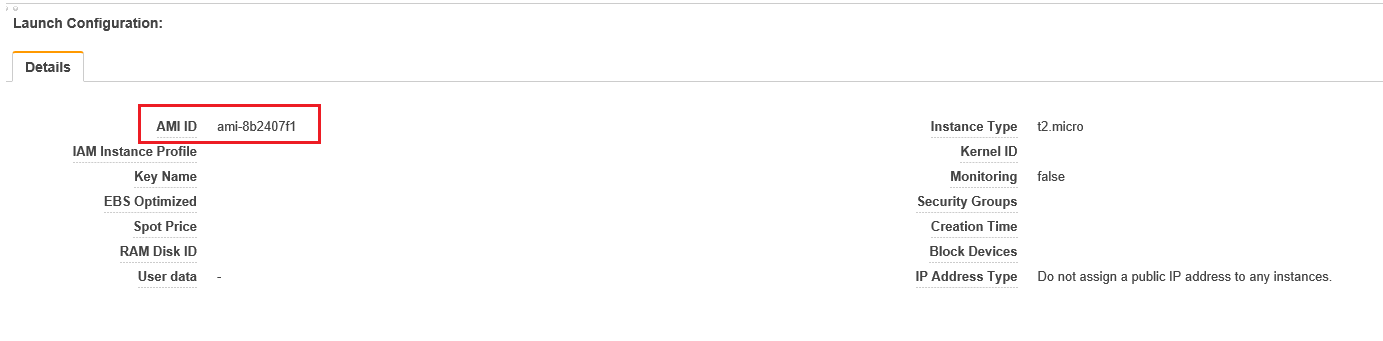 Launch Configuration:
Details
AMI ID ami-8b2407f1 Instance Type t2.micro
IAM Instance Profile Kernel ID
Key Name Monitoring false
EBS Optimized Security Groups
Spot Price Creation Time
RAM Disk ID Block Devices
User data - IP Address Type Do not assign a public IP address to any instances.